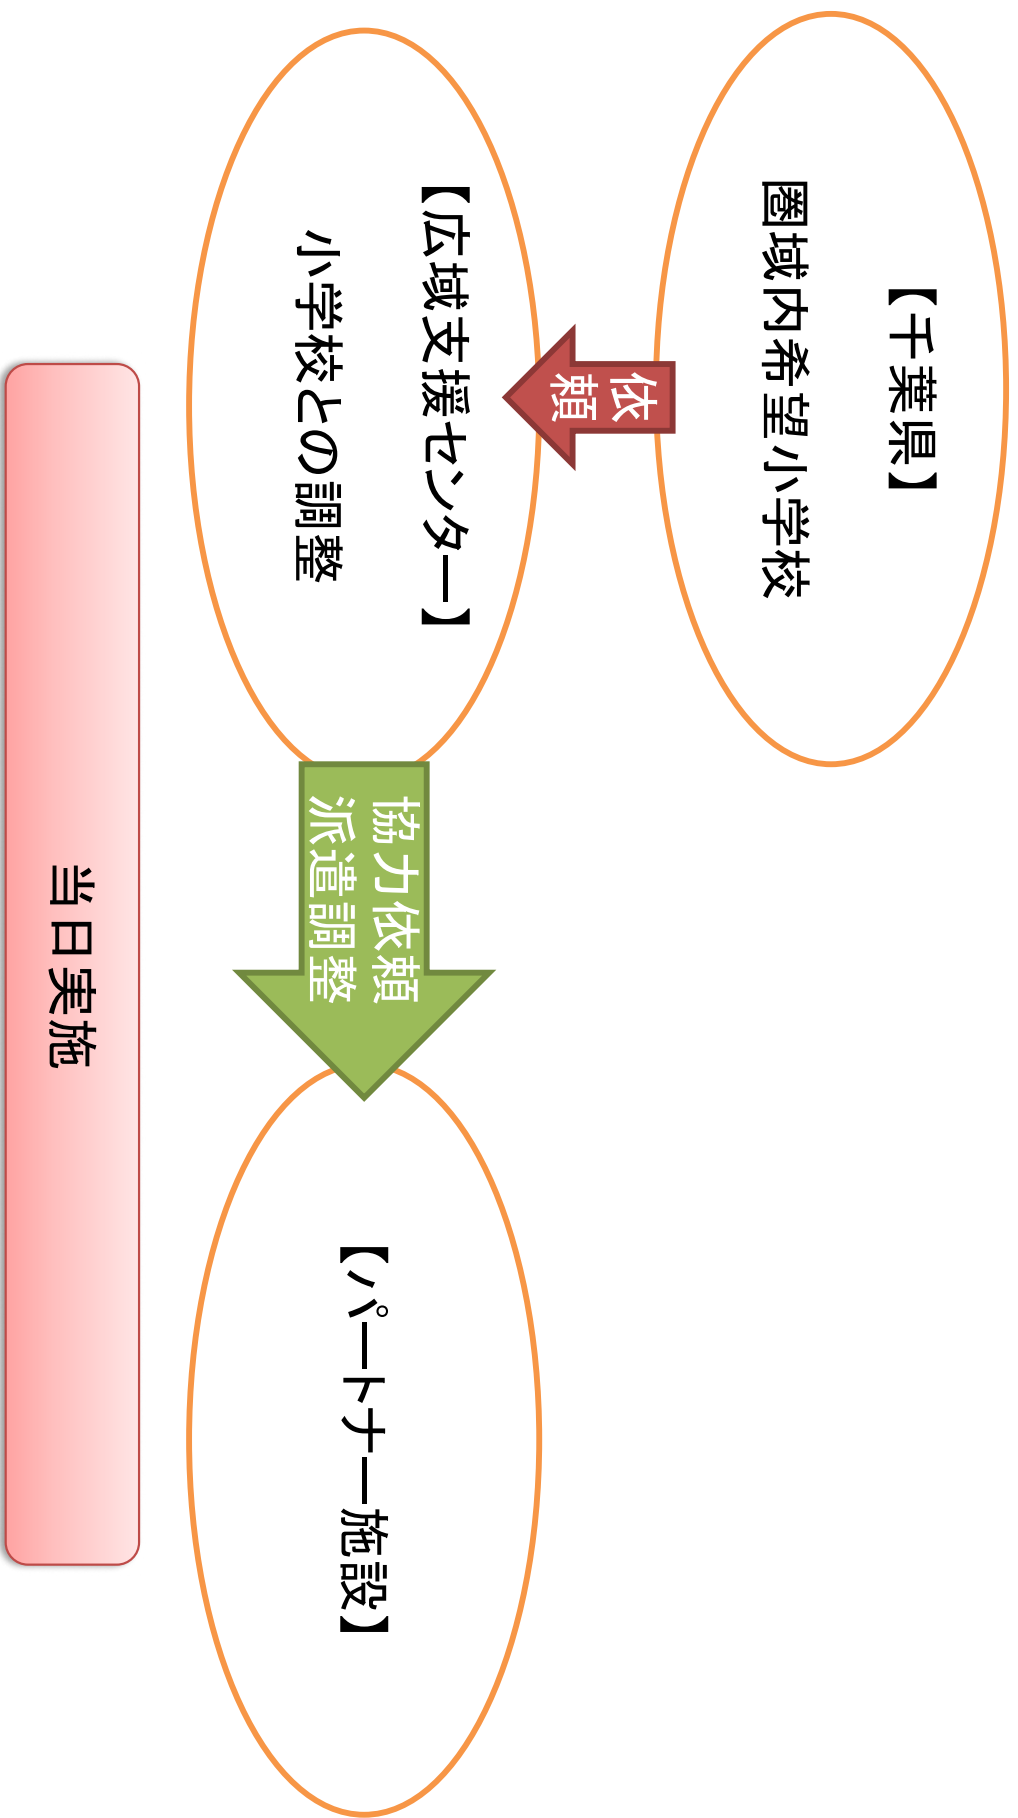 【千葉県】
圏域内希望小学校
依
頼
【広域支援センター】
小学校との調整
協力依頼
派遣調整
【パートナー施設】
当日実施